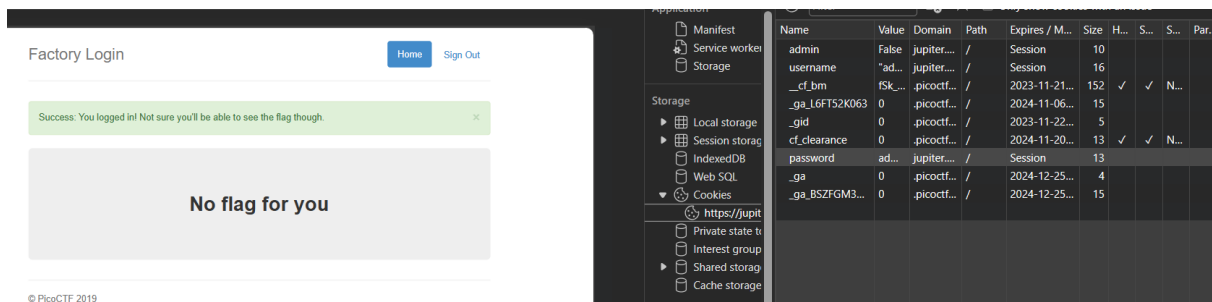 Factory Login
Home
Sign Out
Success: You logged in! Not sure you'll be able to see the flag though.
×
No flag for you
© PicoCTF 2019
Application
Manifest
Service worker
Storage
Storage
Local storage
Session storag
IndexedDB
Web SQL
Cookies
https://jupit
Private state to
Interest group
Shared storag
Cache storage
Name Value Domain Path Expires / M... Size H... S... S... Par.
admin False jupiter.... / Session 10
username "ad... jupiter.... / Session 16
__cf_bm fSk_... .picoctf... / 2023-11-21... 152 ✓ ✓ N...
_ga_L6FT52K063 0 .picoctf... / 2024-11-06... 15
_gid 0 .picoctf... / 2023-11-22... 5
cf_clearance 0 .picoctf... / 2024-11-20... 13 ✓ ✓ N...
password ad... jupiter.... / Session 13
_ga 0 .picoctf... / 2024-12-25... 4
_ga_BSZFGM3... 0 .picoctf... / 2024-12-25... 15